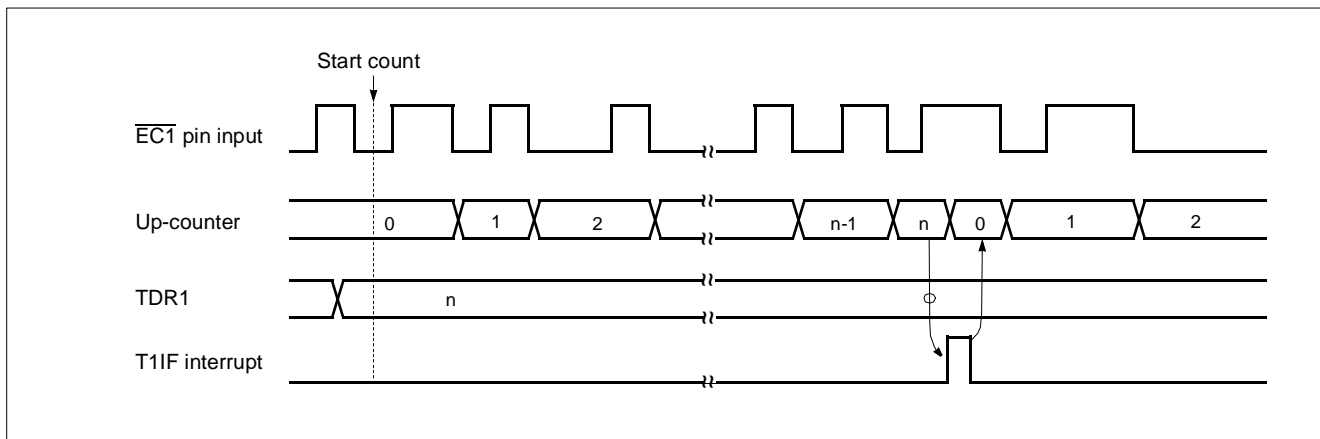 Start count
EC1 pin input
Up-counter
0 1 2 n-1 n 0 1 2
TDR1
n
T1IF interrupt